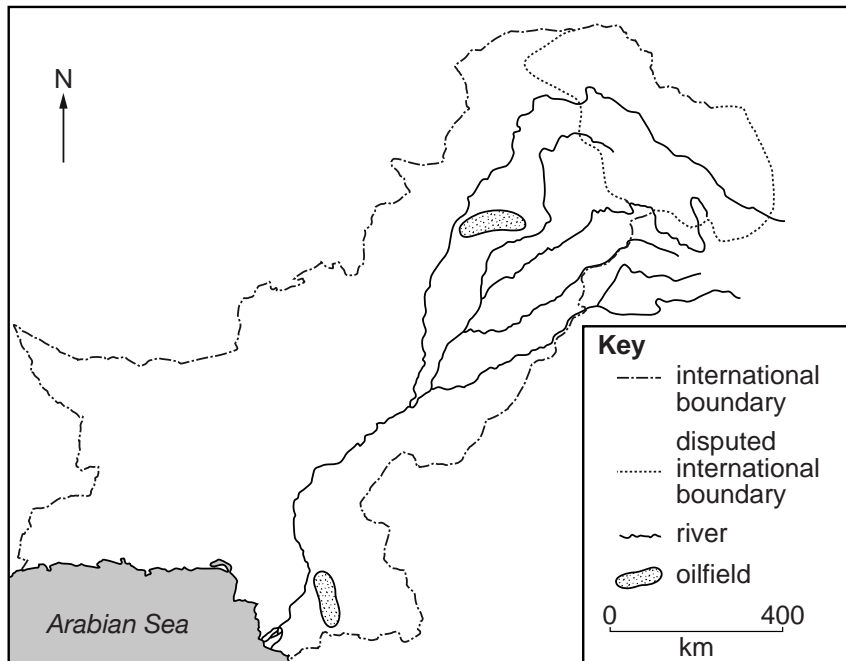 N
Arabian Sea
Key
international
boundary
disputed
international
boundary
river
oilfield
0 400
km